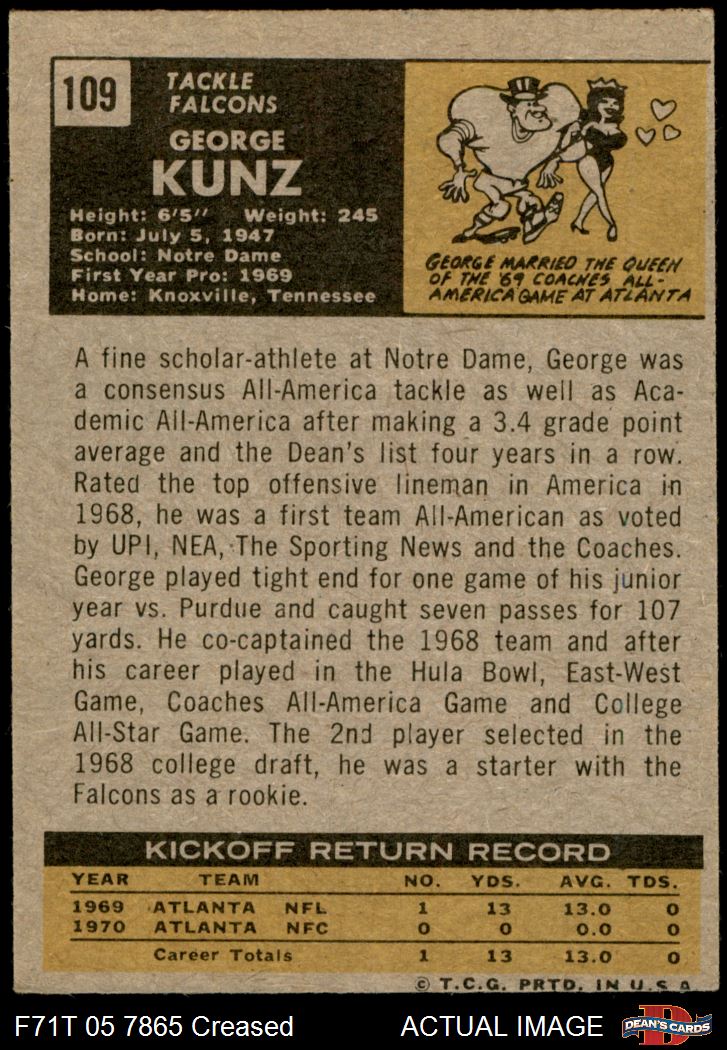 109
TACKLE
FALCONS
GEORGE
KUNZ
Height: 6'5" Weight: 245
Born: July 5, 1947
School: Notre Dame
First Year Pro: 1969
Home: Knoxville, Tennessee
GEORGE MARRIED THE QUEEN
OF THE '69 COACHES ALL-
AMERICA GAME AT ATLANTA
A fine scholar-athlete at Notre Dame, George was
a consensus All-America tackle as well as Aca-
demic All-America after making a 3.4 grade point
average and the Dean's list four years in a row.
Rated the top offensive lineman in America in
1968, he was a first team All-American as voted
by UPI, NEA, The Sporting News and the Coaches.
George played tight end for one game of his junior
year vs. Purdue and caught seven passes for 107
yards. He co-captained the 1968 team and after
his career played in the Hula Bowl, East-West
Game, Coaches All-America Game and College
All-Star Game. The 2nd player selected in the
1968 college draft, he was a starter with the
Falcons as a rookie.
KICKOFF RETURN RECORD
YEAR TEAM NO. YDS. AVG. TDS.
1969 ATLANTA NFL 1 13 13.0 0
1970 ATLANTA NFC 0 0 0.0 0
Career Totals 1 13 13.0 0
© T.C.G. PRTD. IN U.S.A
F71T 05 7865 Creased ACTUAL IMAGE
D
DEAN'S CARDS